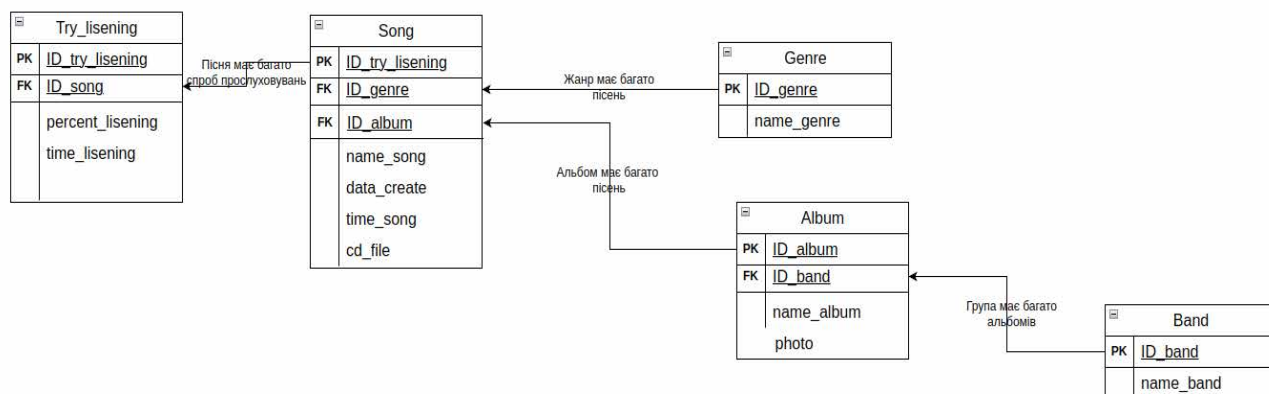 Try_lisening
PK ID_try_lisening
FK ID_song
percent_lisening
time_lisening
Пісня має багато
спроб прослуховувань
Song
PK ID_try_lisening
FK ID_genre
FK ID_album
name_song
data_create
time_song
cd_file
Жанр має багато
пісень
Genre
PK ID_genre
name_genre
Альбом має багато
пісень
Album
PK ID_album
FK ID_band
name_album
photo
Група має багато
альбомів
Band
PK ID_band
name_band